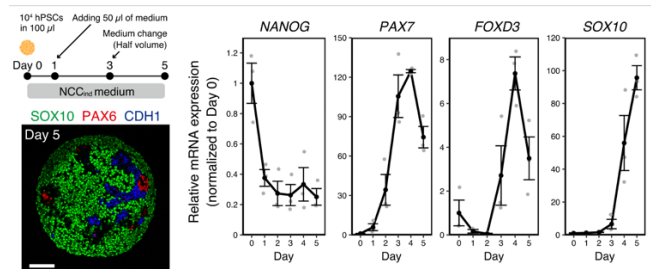 10⁴ hPSCs
in 100 μl
Adding 50 μl of medium
Medium change
(Half volume)
Day 0 1 3 5
NCCind medium
SOX10 PAX6 CDH1
Day 5
Relative mRNA expression
(normalized to Day 0)
NANOG
1.2
1
0.8
0.6
0.4
0.2
0
0 1 2 3 4 5
Day
PAX7
150
120
90
60
30
0
0 1 2 3 4 5
Day
FOXD3
8
6
4
2
0
0 1 2 3 4 5
Day
SOX10
120
90
60
30
0
0 1 2 3 4 5
Day